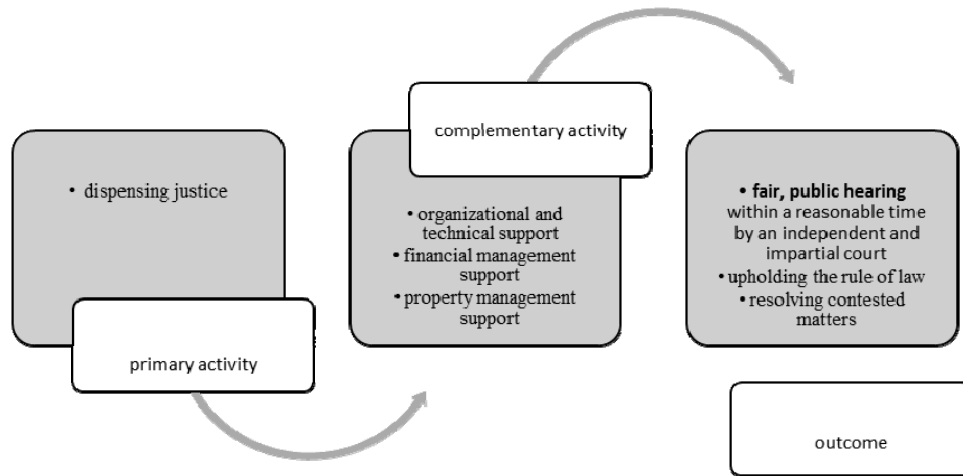 • dispensing justice
primary activity
complementary activity
• organizational and
technical support
• financial management
support
• property management
support
• fair, public hearing
within a reasonable time
by an independent and
impartial court
• upholding the rule of law
• resolving contested
matters
outcome